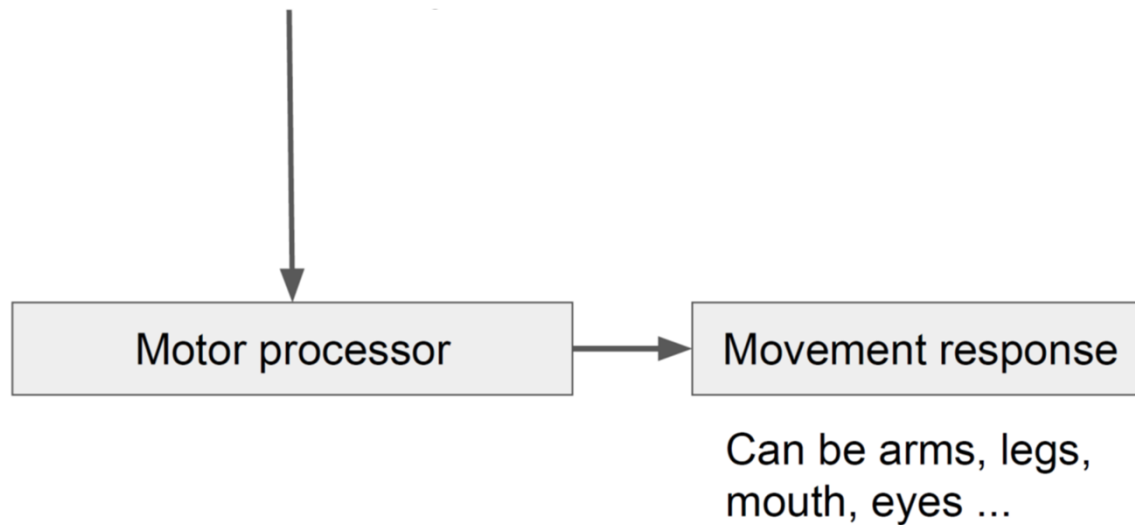 Motor processor
Movement response
Can be arms, legs,
mouth, eyes ...